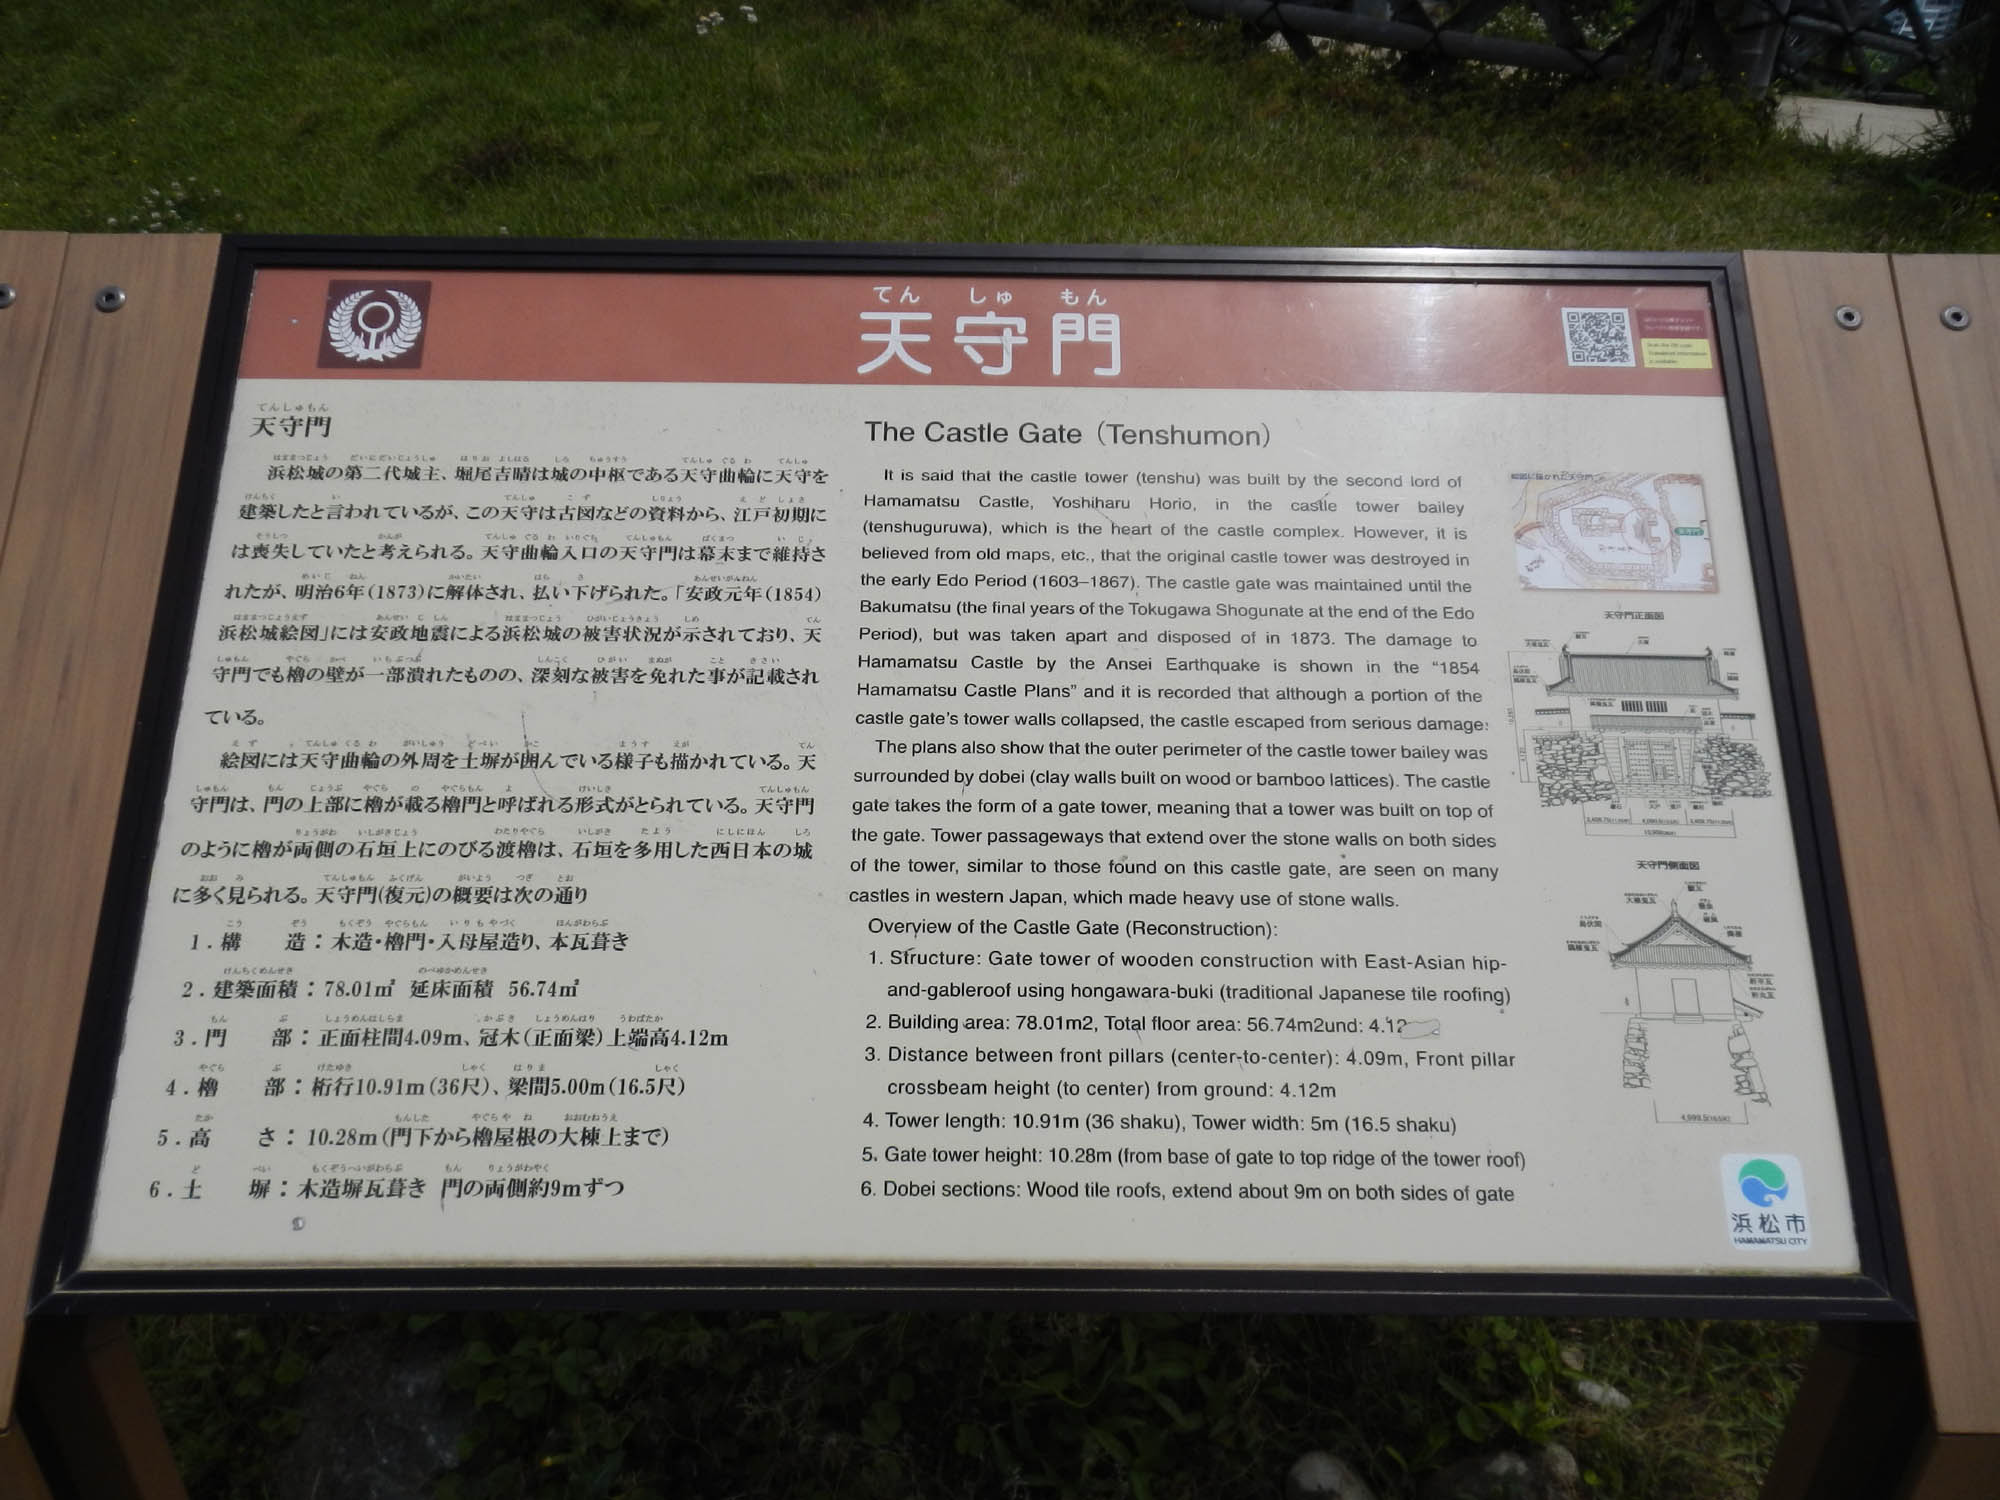 てん しゅ もん
天守門
てんしゅもん
天守門
浜松城の第二代城主、堀尾吉晴は城の中枢である天守曲輪に天守を
建築したと言われているが、この天守は古図などの資料から、江戸初期に
は喪失していたと考えられる。天守曲輪入口の天守門は幕末まで維持さ
れたが、明治6年(1873)に解体され、払い下げられた。「安政元年(1854)
浜松城絵図」には安政地震による浜松城の被害状況が示されており、天
守門でも櫓の壁が一部潰れたものの、深刻な被害を免れた事が記載され
ている。
絵図には天守曲輪の外周を土塀が囲んでいる様子も描かれている。天
守門は、門の上部に櫓が載る櫓門と呼ばれる形式がとられている。天守門
のように櫓が両側の石垣上にのびる渡櫓は、石垣を多用した西日本の城
に多く見られる。天守門(復元)の概要は次の通り
1.構　造：木造・櫓門・入母屋造り、本瓦葺き
2.建築面積：78.01㎡ 延床面積 56.74㎡
3.門　部：正面柱間4.09m、冠木(正面梁)上端高4.12m
4.櫓　部：桁行10.91m(36尺)、梁間5.00m(16.5尺)
5.高　さ：10.28m(門下から櫓屋根の大棟上まで)
6.土　塀：木造塀瓦葺き 門の両側約9mずつ
The Castle Gate (Tenshumon)
It is said that the castle tower (tenshu) was built by the second lord of
Hamamatsu Castle, Yoshiharu Horio, in the castle tower bailey
(tenshuguruwa), which is the heart of the castle complex. However, it is
believed from old maps, etc., that the original castle tower was destroyed in
the early Edo Period (1603–1867). The castle gate was maintained until the
Bakumatsu (the final years of the Tokugawa Shogunate at the end of the Edo
Period), but was taken apart and disposed of in 1873. The damage to
Hamamatsu Castle by the Ansei Earthquake is shown in the “1854
Hamamatsu Castle Plans” and it is recorded that although a portion of the
castle gate's tower walls collapsed, the castle escaped from serious damage.
The plans also show that the outer perimeter of the castle tower bailey was
surrounded by dobei (clay walls built on wood or bamboo lattices). The castle
gate takes the form of a gate tower, meaning that a tower was built on top of
the gate. Tower passageways that extend over the stone walls on both sides
of the tower, similar to those found on this castle gate, are seen on many
castles in western Japan, which made heavy use of stone walls.
Overview of the Castle Gate (Reconstruction):
1. Structure: Gate tower of wooden construction with East-Asian hip-
and-gableroof using hongawara-buki (traditional Japanese tile roofing)
2. Building area: 78.01m2, Total floor area: 56.74m2und: 4.12
3. Distance between front pillars (center-to-center): 4.09m, Front pillar
crossbeam height (to center) from ground: 4.12m
4. Tower length: 10.91m (36 shaku), Tower width: 5m (16.5 shaku)
5. Gate tower height: 10.28m (from base of gate to top ridge of the tower roof)
6. Dobei sections: Wood tile roofs, extend about 9m on both sides of gate
絵図に描かれた天守門
天守門
天守門正面図
天守門側面図
浜松市
HAMAMATSU CITY